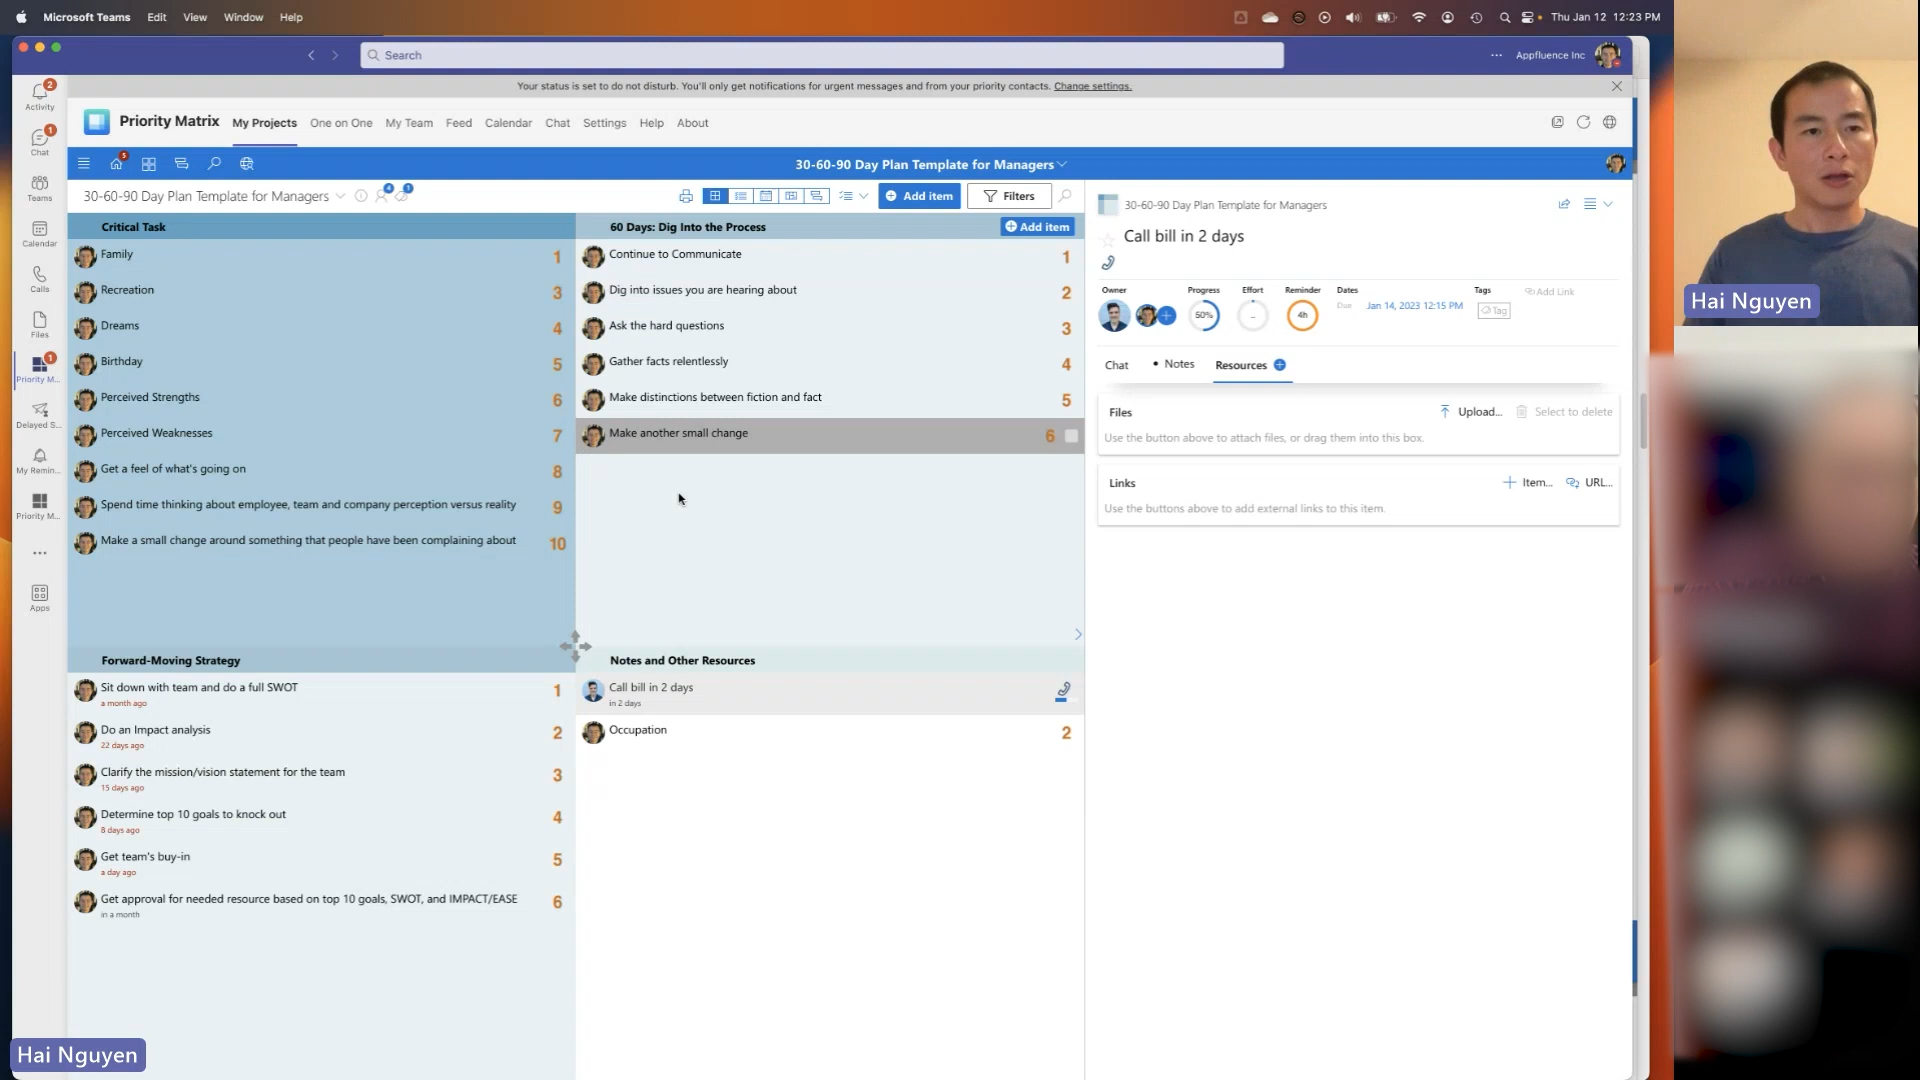 Microsoft Teams Edit View Window Help
Thu Jan 12 12:23 PM
Search
Appfluence Inc
Your status is set to do not disturb. You'll only get notifications for urgent messages and from your priority contacts. Change settings.
2
Activity
1
Chat
Teams
Calendar
Calls
Files
1
Priority M...
Delayed S...
My Remin...
Priority M...
Apps
Priority Matrix My Projects One on One My Team Feed Calendar Chat Settings Help About
5
30-60-90 Day Plan Template for Managers
30-60-90 Day Plan Template for Managers 4 1
Add item Filters
Critical Task
Family 1
Recreation 3
Dreams 4
Birthday 5
Perceived Strengths 6
Perceived Weaknesses 7
Get a feel of what's going on 8
Spend time thinking about employee, team and company perception versus reality 9
Make a small change around something that people have been complaining about 10
60 Days: Dig Into the Process Add item
Continue to Communicate 1
Dig into issues you are hearing about 2
Ask the hard questions 3
Gather facts relentlessly 4
Make distinctions between fiction and fact 5
Make another small change 6
Forward-Moving Strategy
Sit down with team and do a full SWOT 1
a month ago
Do an Impact analysis 2
22 days ago
Clarify the mission/vision statement for the team 3
15 days ago
Determine top 10 goals to knock out 4
8 days ago
Get team's buy-in 5
a day ago
Get approval for needed resource based on top 10 goals, SWOT, and IMPACT/EASE 6
in a month
Notes and Other Resources
Call bill in 2 days
in 2 days
Occupation 2
30-60-90 Day Plan Template for Managers
Call bill in 2 days
Owner Progress Effort Reminder Dates Tags Add Link
50% - 4h Due Jan 14, 2023 12:15 PM Tag
Chat • Notes Resources
Files Upload... Select to delete
Use the button above to attach files, or drag them into this box.
Links Item... URL...
Use the buttons above to add external links to this item.
Hai Nguyen
Hai Nguyen